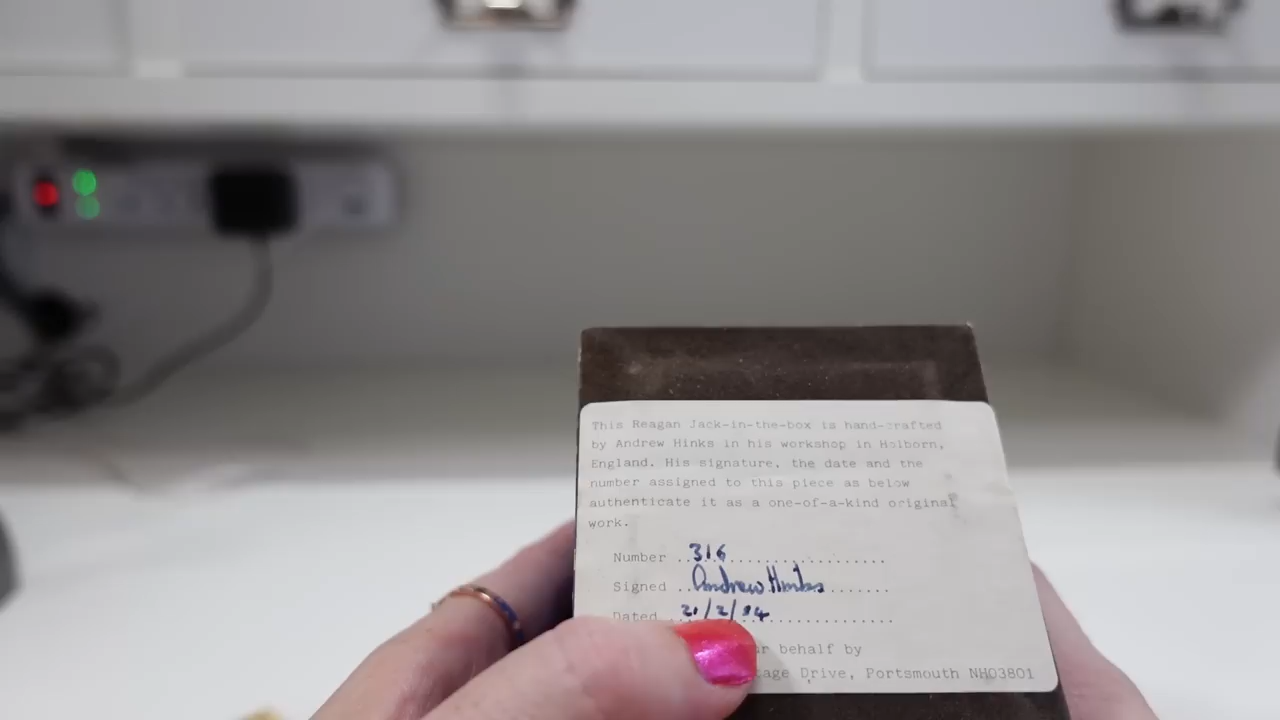 This Reagan Jack-in-the-box is hand-crafted
by Andrew Hinks in his workshop in Holborn,
England. His signature, the date and the
number assigned to this piece as below
authenticate it as a one-of-a-kind original
work.
Number ..316..................
Signed ..Andrew Hinks.......
Dated ..21/2/84...............
behalf by
Drive, Portsmouth NH03801